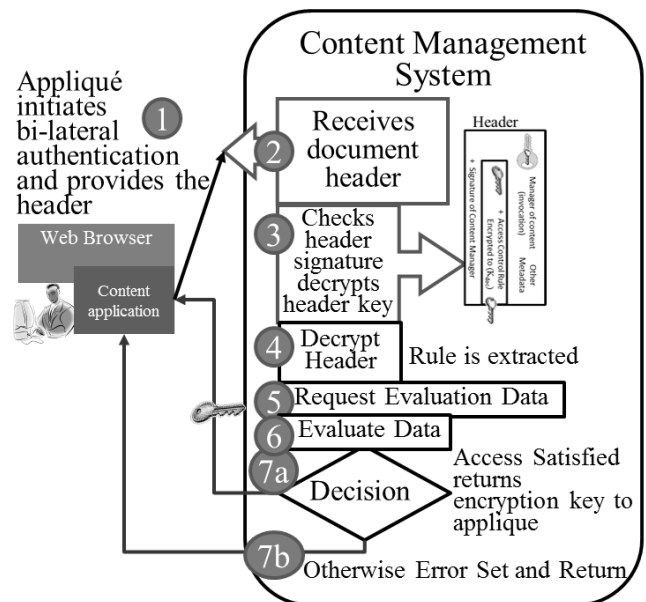 Content Management
System
Appliqué
initiates
bi-lateral
authentication
and provides the
header
1
Web Browser
Content
application
2
Receives
document
header
3
Checks
header
signature
decrypts
header key
Header
Manager of content
(invocation)
Other
Metadata
+ Access Control Rule
Encrypted to (Kdec)
+ Signature of Content Manager
4
Decrypt
Header
Rule is extracted
5
Request Evaluation Data
6
Evaluate Data
7a
Decision
Access Satisfied
returns
encryption key to
applique
7b
Otherwise Error Set and Return